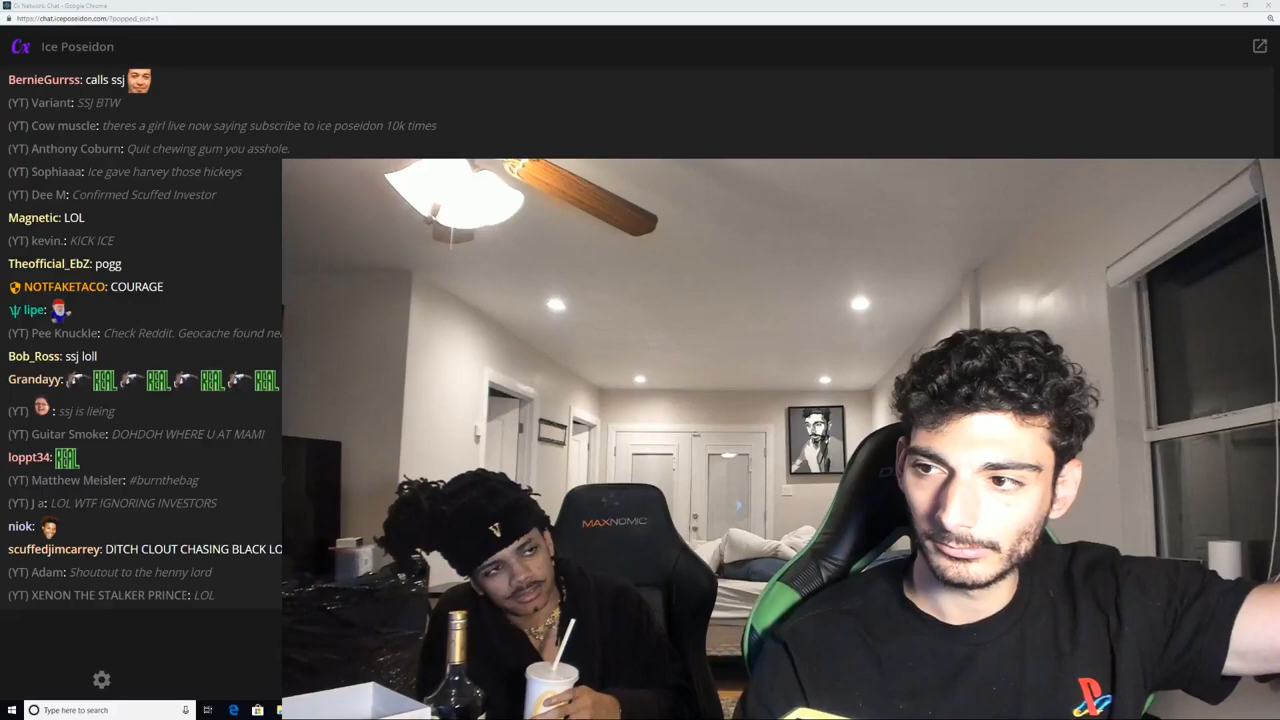 Cx Network: Chat - Google Chrome
https://chat.iceposeidon.com/?popped_out=1
Cx Ice Poseidon
BernieGurrss: calls ssj
(YT) Variant: SSJ BTW
(YT) Cow muscle: theres a girl live now saying subscribe to ice poseidon 10k times
(YT) Anthony Coburn: Quit chewing gum you asshole.
(YT) Sophiaaa: Ice gave harvey those hickeys
(YT) Dee M: Confirmed Scuffed Investor
Magnetic: LOL
(YT) kevin.: KICK ICE
Theofficial_EbZ: pogg
NOTFAKETACO: COURAGE
lipe:
(YT) Pee Knuckle: Check Reddit. Geocache found
Bob_Ross: ssj loll
Grandayy: REAL REAL REAL REAL
(YT) : ssj is lieing
(YT) Guitar Smoke: DOHDOH WHERE U AT MAMI
loppt34: REAL
(YT) Matthew Meisler: #burnthebag
(YT) J a: LOL WTF IGNORING INVESTORS
niok:
scuffedjimcarrey: DITCH CLOUT CHASING BLACK LO
(YT) Adam: Shoutout to the henny lord
(YT) XENON THE STALKER PRINCE: LOL
MAXNOMIC
V
Type here to search